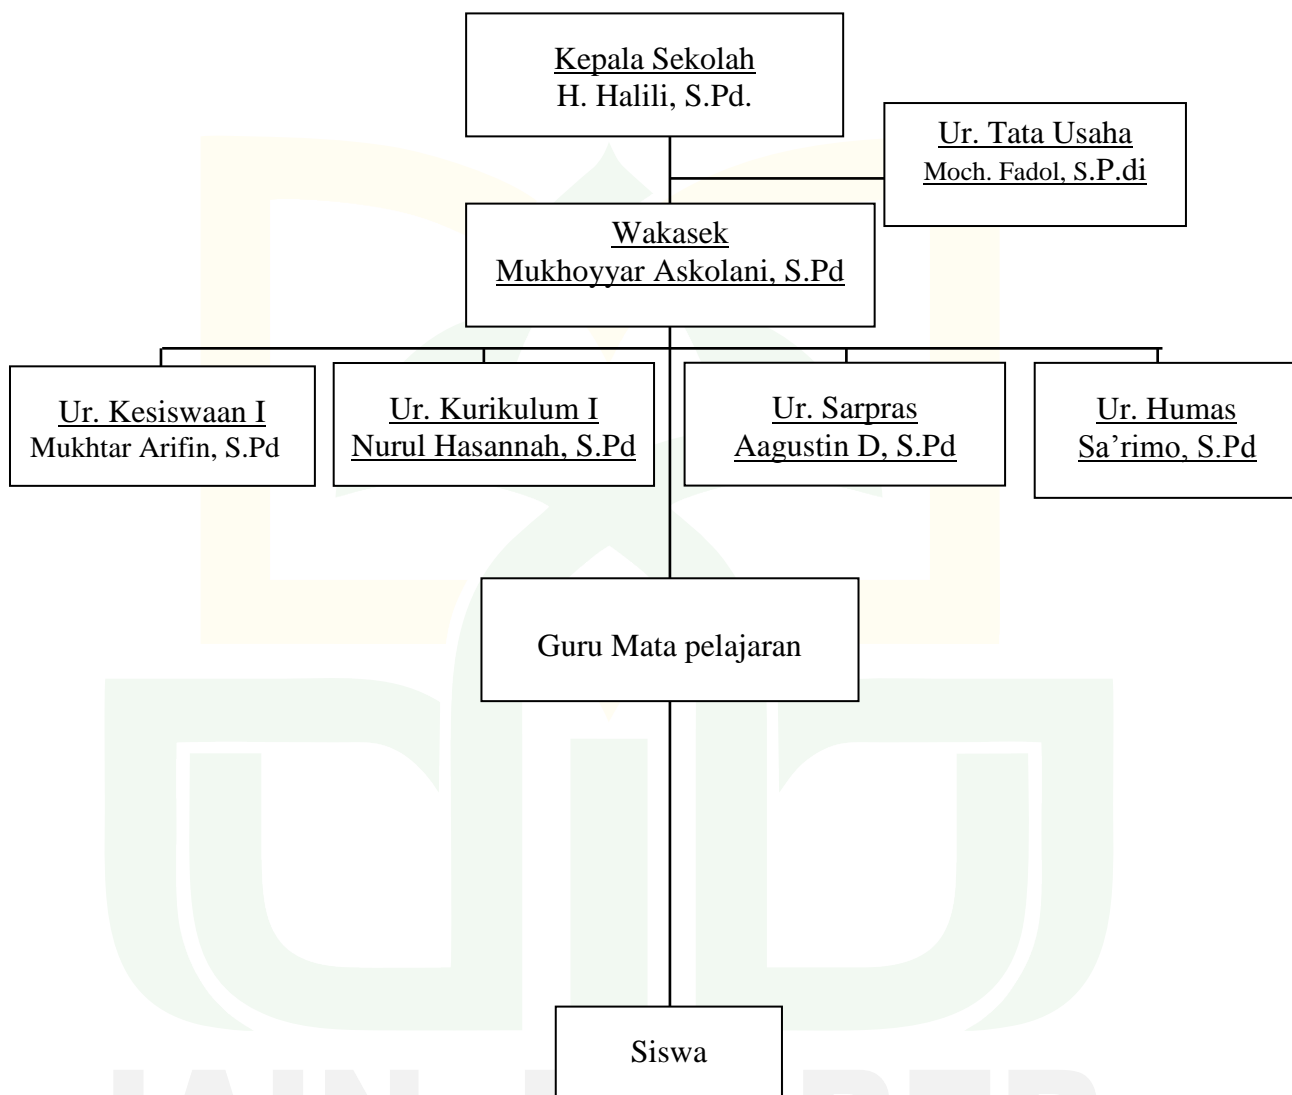 Kepala Sekolah
H. Halili, S.Pd.
Ur. Tata Usaha
Moch. Fadol, S.P.di
Wakasek
Mukhoyyar Askolani, S.Pd
Ur. Kesiswaan I
Mukhtar Arifin, S.Pd
Ur. Kurikulum I
Nurul Hasannah, S.Pd
Ur. Sarpras
Aagustin D, S.Pd
Ur. Humas
Sa’rimo, S.Pd
Guru Mata pelajaran
Siswa